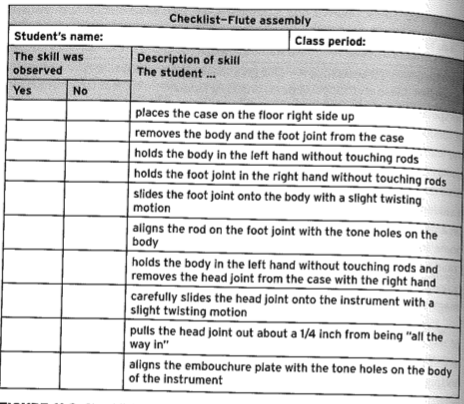 Checklist–Flute assembly
Student's name:
Class period:
The skill was
observed
Description of skill
The student ...
Yes
No
places the case on the floor right side up
removes the body and the foot joint from the case
holds the body in the left hand without touching rods
holds the foot joint in the right hand without touching rods
slides the foot joint onto the body with a slight twisting
motion
aligns the rod on the foot joint with the tone holes on the
body
holds the body in the left hand without touching rods and
removes the head joint from the case with the right hand
carefully slides the head joint onto the instrument with a
slight twisting motion
pulls the head joint out about a 1/4 inch from being "all the
way in"
aligns the embouchure plate with the tone holes on the body
of the instrument